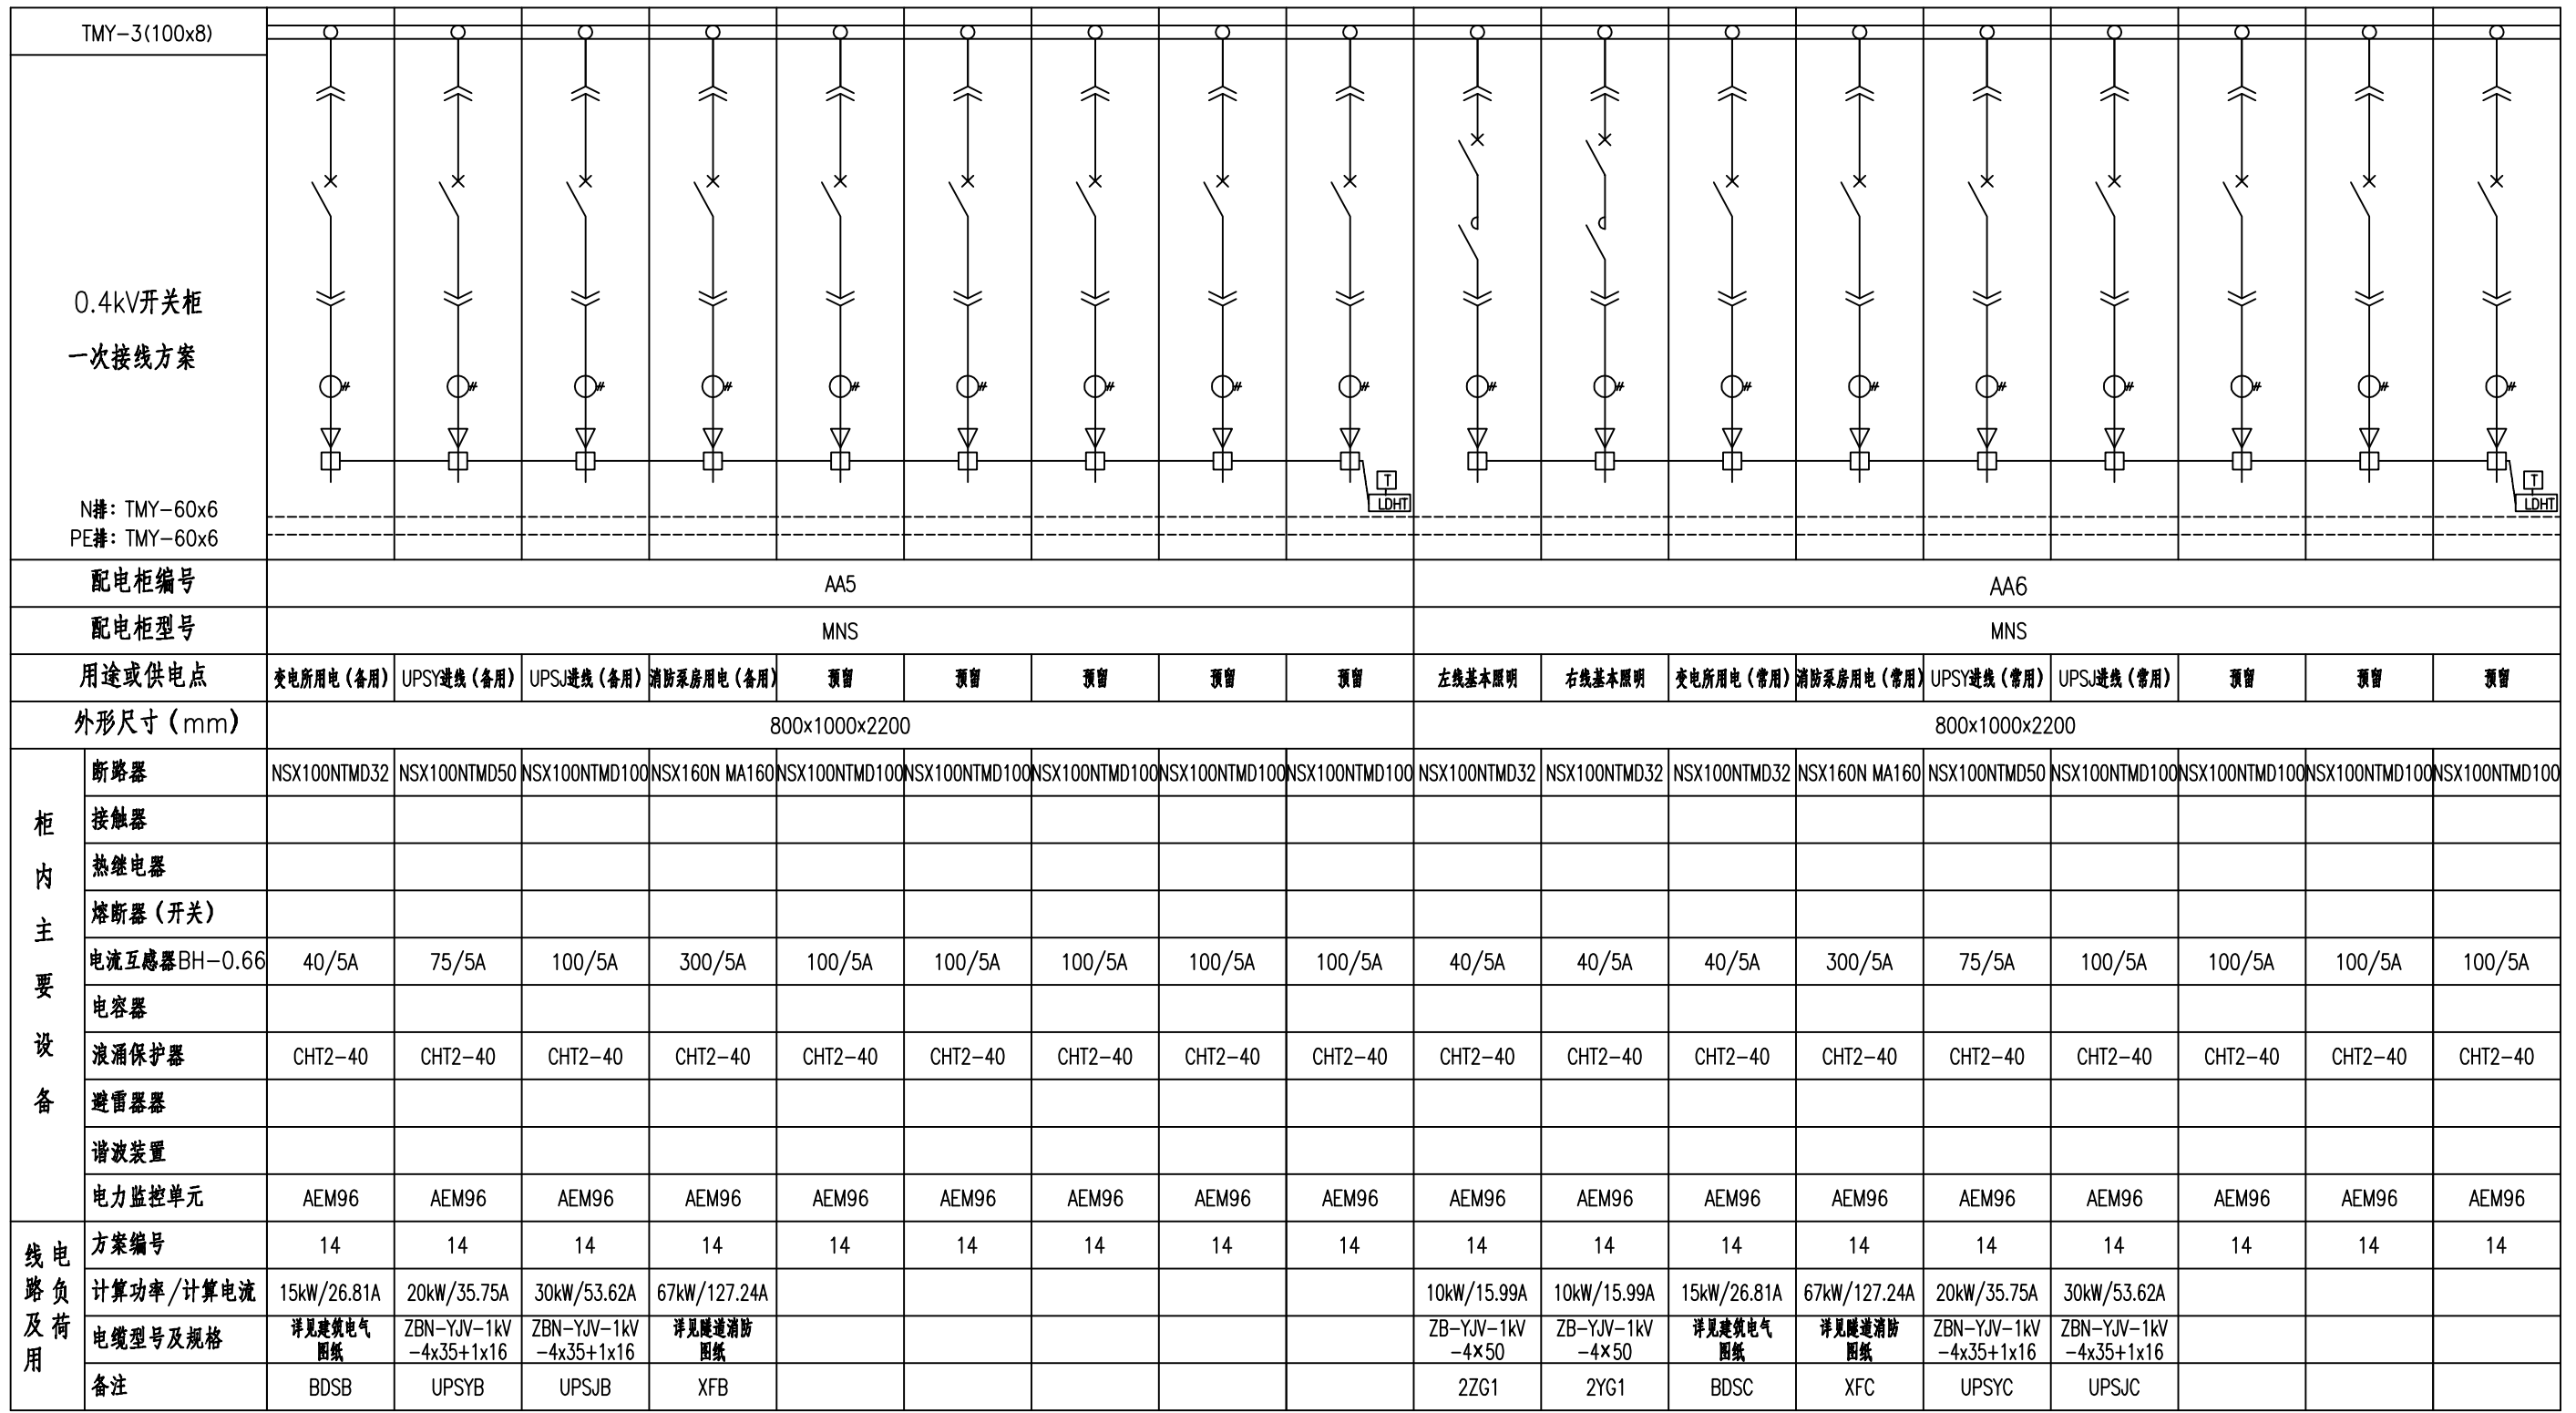 TMY-3(100x8)
0.4kV开关柜
一次接线方案
N排: TMY-60x6
PE排: TMY-60x6
T
LDHT
T
LDHT
配电柜编号 AA5 AA6
配电柜型号 MNS MNS
用途或供电点 变电所用电(备用) UPSY进线(备用) UPSJ进线(备用) 消防泵房用电(备用) 预留 预留 预留 预留 预留 左线基本照明 右线基本照明 变电所用电(常用) 消防泵房用电(常用) UPSY进线(常用) UPSJ进线(常用) 预留 预留 预留
外形尺寸(mm) 800x1000x2200 800x1000x2200
柜内主要设备
断路器 NSX100NTMD32 NSX100NTMD50 NSX100NTMD100 NSX160N MA160 NSX100NTMD100 NSX100NTMD100 NSX100NTMD100 NSX100NTMD100 NSX100NTMD100 NSX100NTMD32 NSX100NTMD32 NSX100NTMD32 NSX160N MA160 NSX100NTMD50 NSX100NTMD100 NSX100NTMD100 NSX100NTMD100 NSX100NTMD100
接触器
热继电器
熔断器(开关)
电流互感器BH-0.66 40/5A 75/5A 100/5A 300/5A 100/5A 100/5A 100/5A 100/5A 100/5A 40/5A 40/5A 40/5A 300/5A 75/5A 100/5A 100/5A 100/5A 100/5A
电容器
浪涌保护器 CHT2-40 CHT2-40 CHT2-40 CHT2-40 CHT2-40 CHT2-40 CHT2-40 CHT2-40 CHT2-40 CHT2-40 CHT2-40 CHT2-40 CHT2-40 CHT2-40 CHT2-40 CHT2-40 CHT2-40 CHT2-40
避雷器器
谐波装置
电力监控单元 AEM96 AEM96 AEM96 AEM96 AEM96 AEM96 AEM96 AEM96 AEM96 AEM96 AEM96 AEM96 AEM96 AEM96 AEM96 AEM96 AEM96 AEM96
线路及用电负荷
方案编号 14 14 14 14 14 14 14 14 14 14 14 14 14 14 14 14 14 14
计算功率/计算电流 15kW/26.81A 20kW/35.75A 30kW/53.62A 67kW/127.24A 10kW/15.99A 10kW/15.99A 15kW/26.81A 67kW/127.24A 20kW/35.75A 30kW/53.62A
电缆型号及规格 详见建筑电气 ZBN-YJV-1kV ZBN-YJV-1kV 详见隧道消防 ZB-YJV-1kV ZB-YJV-1kV 详见建筑电气 详见隧道消防 ZBN-YJV-1kV ZBN-YJV-1kV
图纸 -4x35+1x16 -4x35+1x16 图纸 -4×50 -4×50 图纸 图纸 -4x35+1x16 -4x35+1x16
备注 BDSB UPSYB UPSJB XFB 2ZG1 2YG1 BDSC XFC UPSYC UPSJC